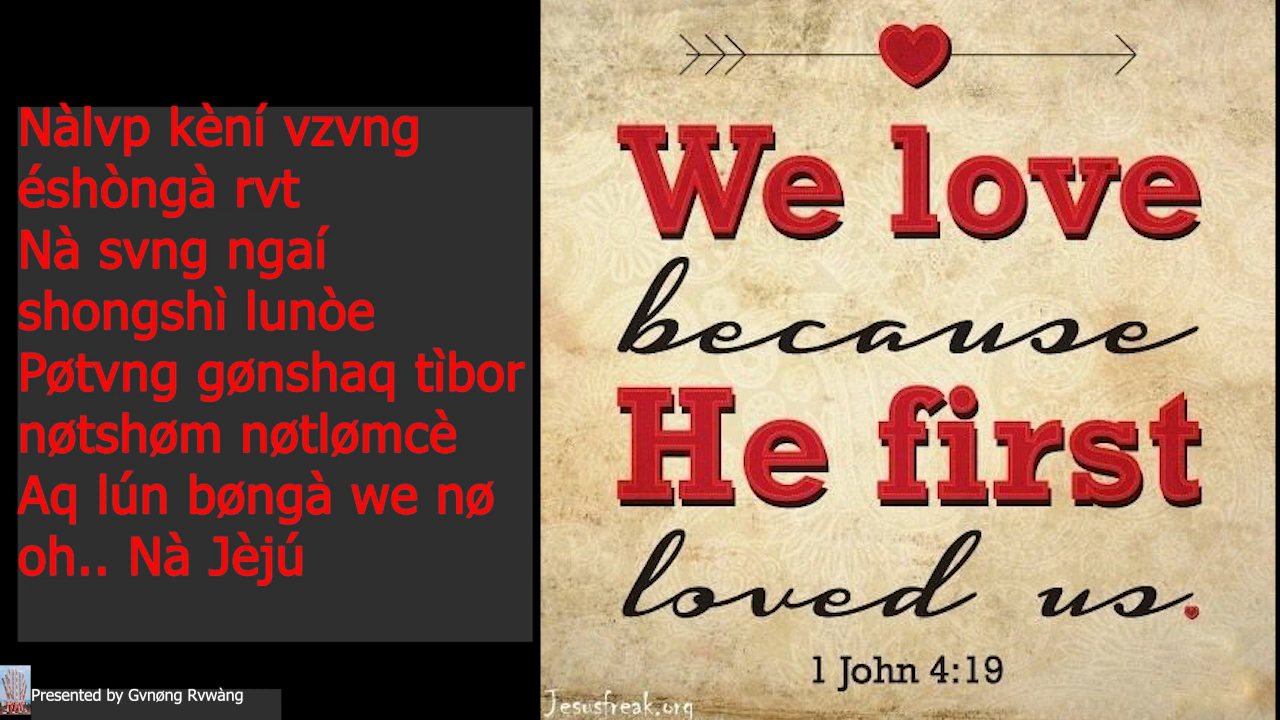 Nàlvp kèní vzvng
éshòngà rvt
Nà svng ngaí
shongshì lunòe
Pøtvng gønshaq tìbor
nøtshøm nøtlømcè
Aq lún bøngà we nø
oh.. Nà Jèjú
Presented by Gvnøng Rvwàng
We love
because
He first
loved us.
1 John 4:19
Jesusfreak.org